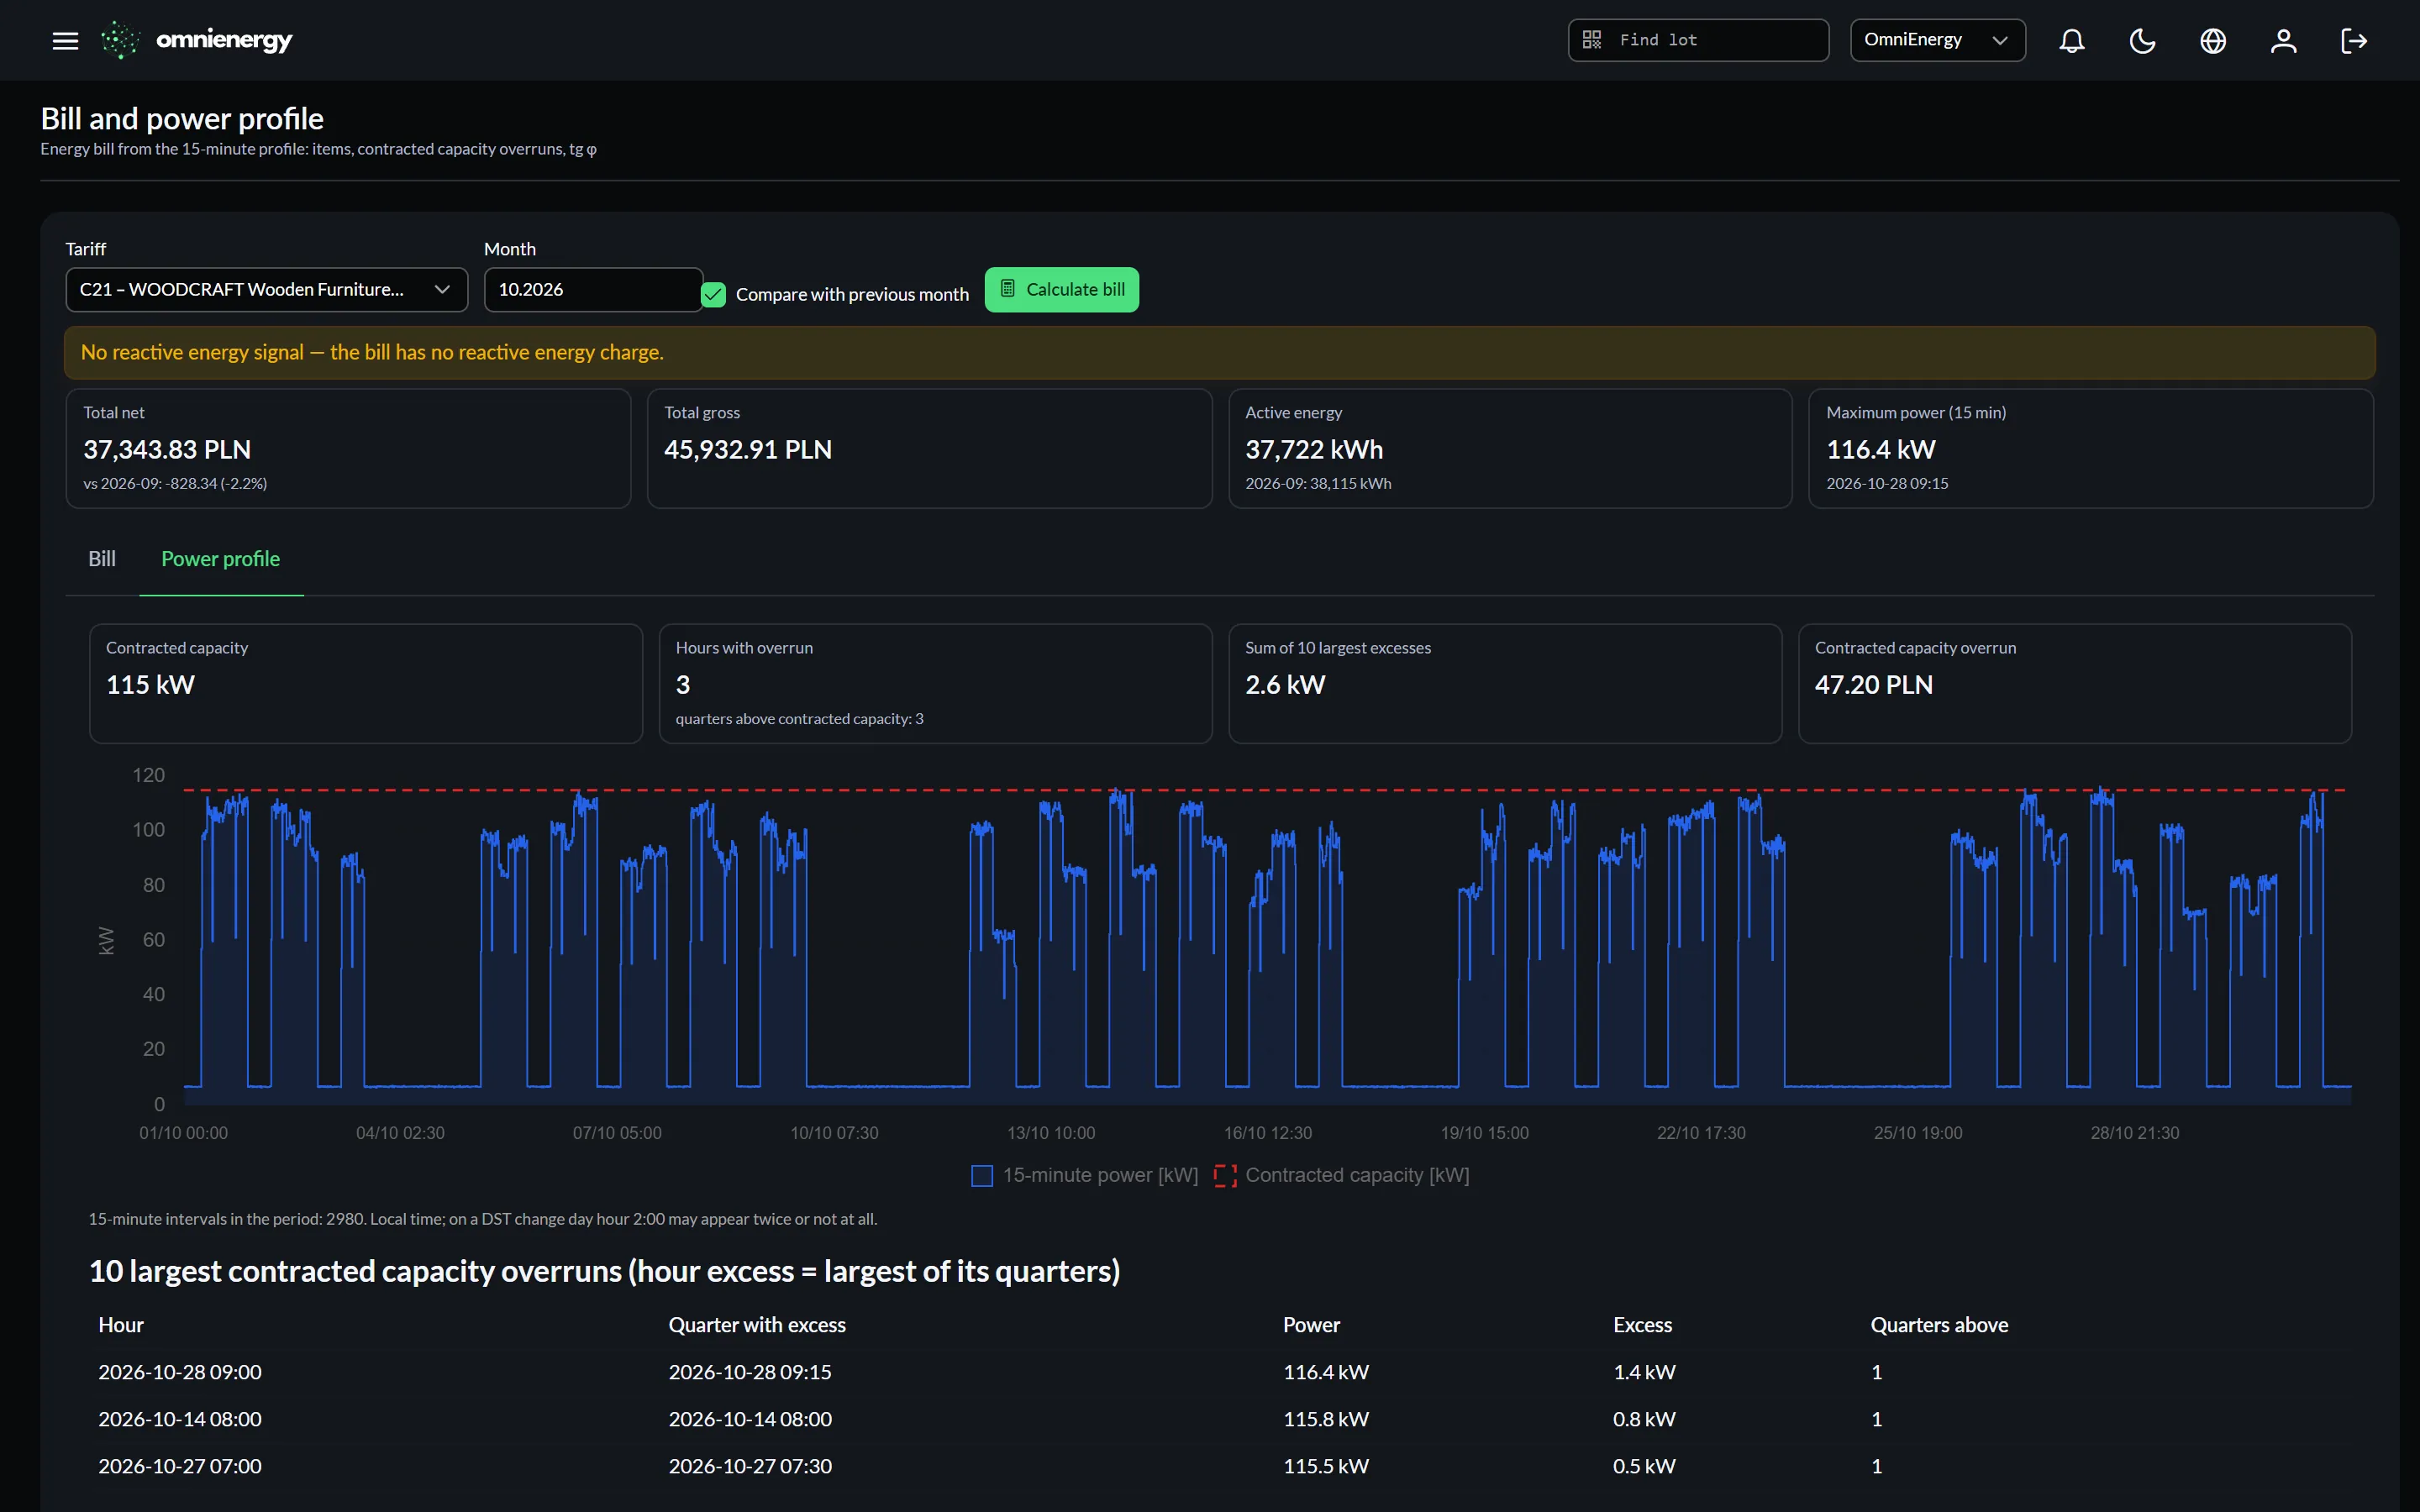 omnienergy
Find lot
OmniEnergy
Bill and power profile
Energy bill from the 15-minute profile: items, contracted capacity overruns, tg φ
Tariff
Month
C21 – WOODCRAFT Wooden Furniture...
10.2026
Compare with previous month
Calculate bill
No reactive energy signal — the bill has no reactive energy charge.
Total net
37,343.83 PLN
vs 2026-09: -828.34 (-2.2%)
Total gross
45,932.91 PLN
Active energy
37,722 kWh
2026-09: 38,115 kWh
Maximum power (15 min)
116.4 kW
2026-10-28 09:15
Bill
Power profile
Contracted capacity
115 kW
Hours with overrun
3
quarters above contracted capacity: 3
Sum of 10 largest excesses
2.6 kW
Contracted capacity overrun
47.20 PLN
120
100
80
60
40
20
0
kW
01/10 00:00 04/10 02:30 07/10 05:00 10/10 07:30 13/10 10:00 16/10 12:30 19/10 15:00 22/10 17:30 25/10 19:00 28/10 21:30
15-minute power [kW] Contracted capacity [kW]
15-minute intervals in the period: 2980. Local time; on a DST change day hour 2:00 may appear twice or not at all.
10 largest contracted capacity overruns (hour excess = largest of its quarters)
Hour Quarter with excess Power Excess Quarters above
2026-10-28 09:00 2026-10-28 09:15 116.4 kW 1.4 kW 1
2026-10-14 08:00 2026-10-14 08:00 115.8 kW 0.8 kW 1
2026-10-27 07:00 2026-10-27 07:30 115.5 kW 0.5 kW 1